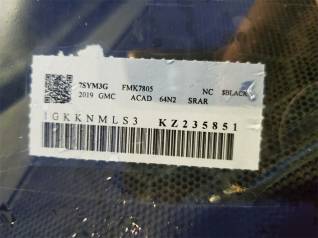 7SYM3G FMK7805 NC $BLACK
2019 GMC ACAD 64N2 SRAR
1GKKNMLS3 KZ235851